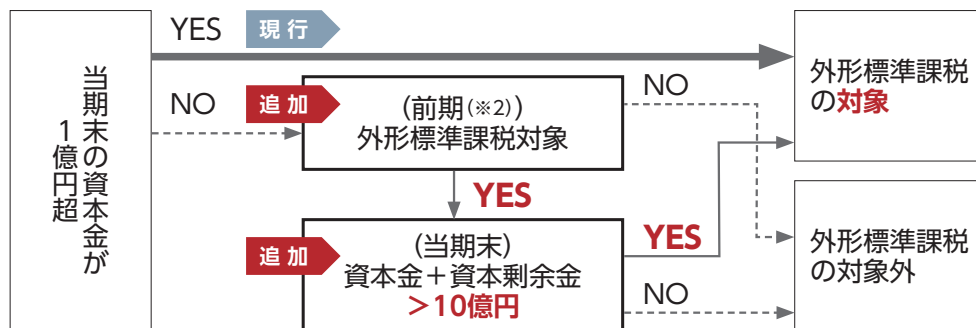 当期末の資本金が
1億円超
YES
現行
NO
追加
(前期(※2))
外形標準課税対象
NO
YES
追加
(当期末)
資本金+資本剰余金
>10億円
YES
NO
外形標準課税
の対象
外形標準課税
の対象外